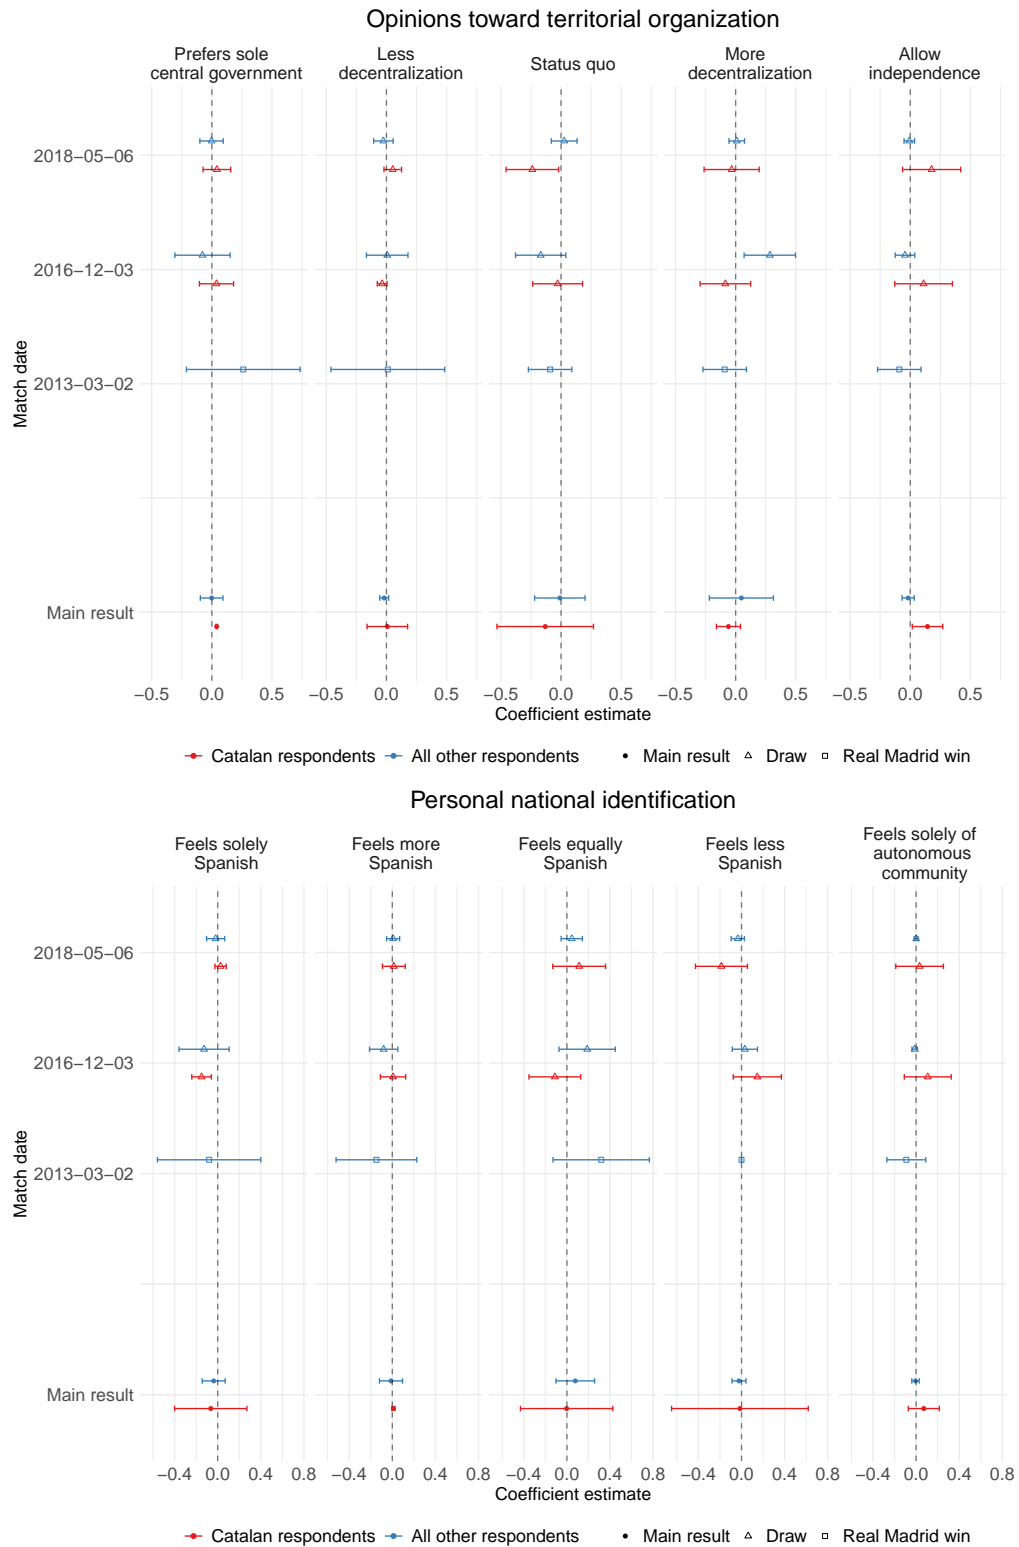 Opinions toward territorial organization
Prefers sole
central government
Less
decentralization
Status quo
More
decentralization
Allow
independence
Match date
2018−05−06
2016−12−03
2013−03−02
Main result
−0.5 0.0 0.5 −0.5 0.0 0.5 −0.5 0.0 0.5 −0.5 0.0 0.5 −0.5 0.0 0.5
Coefficient estimate
Catalan respondents All other respondents Main result Draw Real Madrid win
Personal national identification
Feels solely
Spanish
Feels more
Spanish
Feels equally
Spanish
Feels less
Spanish
Feels solely of
autonomous
community
Match date
2018−05−06
2016−12−03
2013−03−02
Main result
−0.4 0.0 0.4 0.8 −0.4 0.0 0.4 0.8 −0.4 0.0 0.4 0.8 −0.4 0.0 0.4 0.8 −0.4 0.0 0.4 0.8
Coefficient estimate
Catalan respondents All other respondents Main result Draw Real Madrid win